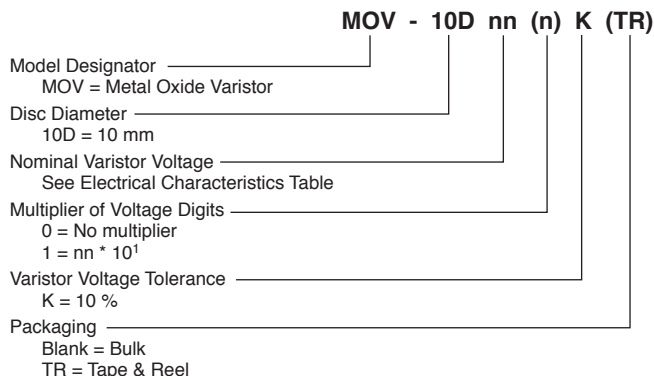 MOV - 10D nn (n) K (TR)
Model Designator
MOV = Metal Oxide Varistor
Disc Diameter
10D = 10 mm
Nominal Varistor Voltage
See Electrical Characteristics Table
Multiplier of Voltage Digits
0 = No multiplier
1 = nn * 10¹
Varistor Voltage Tolerance
K = 10 %
Packaging
Blank = Bulk
TR = Tape & Reel